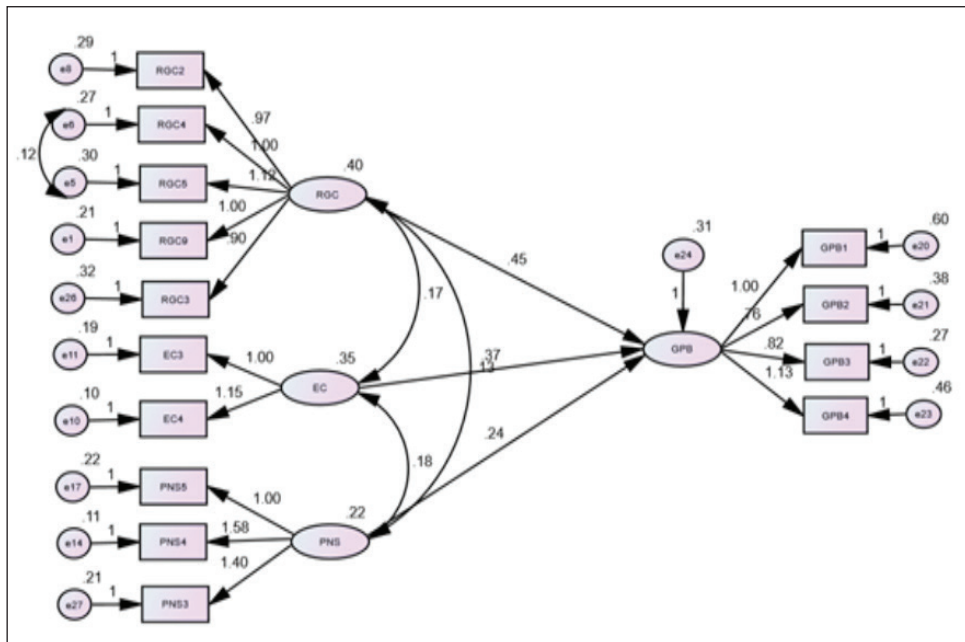 .29
e8 1 RGC2
.27
e6 1 RGC4
.12
.30
e5 1 RGC5
.21
e1 1 RGC9
.32
e26 1 RGC3
.19
e11 1 EC3
.10
e10 1 EC4
.22
e17 1 PNS5
.11
e14 1 PNS4
.21
e27 1 PNS3
.97
1.00
1.12
1.00
.90
.40
RGC
1.00
1.15
.35
EC
1.00
1.58
1.40
.22
PNS
.17
.18
.13
.45
.37
.24
.31
e24
1
GPB
1.00
.76
.82
1.13
.60
GPB1 1 e20
.38
GPB2 1 e21
.27
GPB3 1 e22
.46
GPB4 1 e23